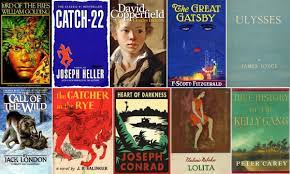 LORD OF THE FLIES
WILLIAM GOLDING
CATCH-22
JOSEPH HELLER
David
Copperfield
THE GREAT
GATSBY
F·SCOTT·FITZGERALD
ULYSSES
JAMES JOYCE
CALL OF
THE WILD
JACK LONDON
the CATCHER
in the RYE
a novel by J. D. SALINGER
HEART OF DARKNESS
JOSEPH
CONRAD
Vladimir Nabokov
LOLITA
TRUE HISTORY
OF THE
KELLY GANG
PETER CAREY